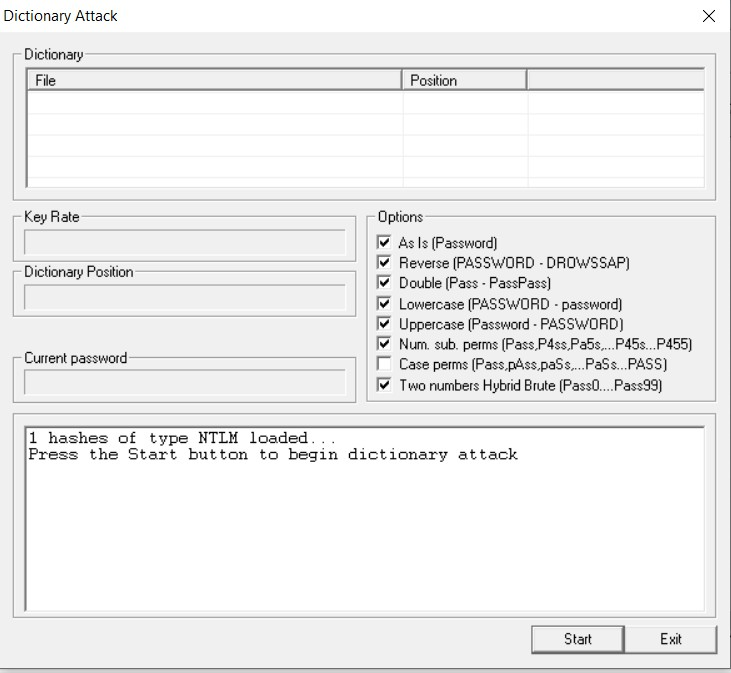 Dictionary Attack
Dictionary
File Position
Key Rate
Dictionary Position
Current password
Options
As Is (Password)
Reverse (PASSWORD - DROWSSAP)
Double (Pass - PassPass)
Lowercase (PASSWORD - password)
Uppercase (Password - PASSWORD)
Num. sub. perms (Pass,P4ss,Pa5s,...P45s...P455)
Case perms (Pass,pAss,paSs,...PaSs...PASS)
Two numbers Hybrid Brute (Pass0....Pass99)
1 hashes of type NTLM loaded...
Press the Start button to begin dictionary attack
Start Exit